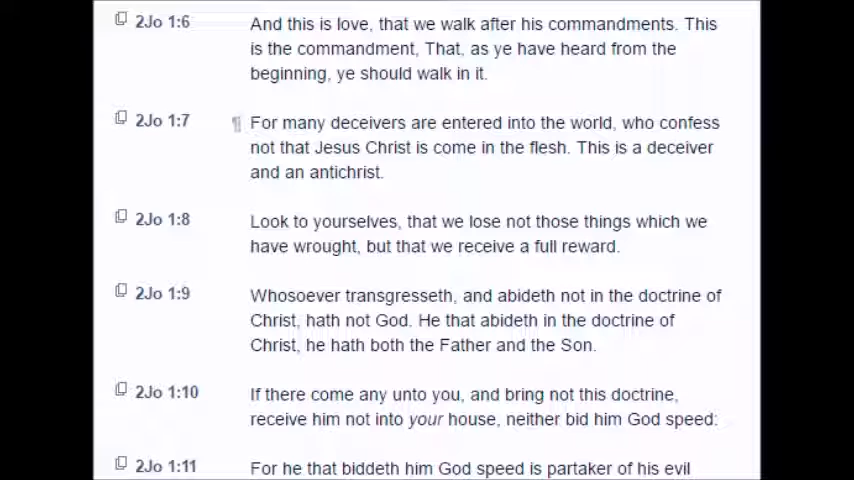 2Jo 1:6 And this is love, that we walk after his commandments. This
is the commandment, That, as ye have heard from the
beginning, ye should walk in it.
2Jo 1:7 ¶ For many deceivers are entered into the world, who confess
not that Jesus Christ is come in the flesh. This is a deceiver
and an antichrist.
2Jo 1:8 Look to yourselves, that we lose not those things which we
have wrought, but that we receive a full reward.
2Jo 1:9 Whosoever transgresseth, and abideth not in the doctrine of
Christ, hath not God. He that abideth in the doctrine of
Christ, he hath both the Father and the Son.
2Jo 1:10 If there come any unto you, and bring not this doctrine,
receive him not into your house, neither bid him God speed:
2Jo 1:11 For he that biddeth him God speed is partaker of his evil